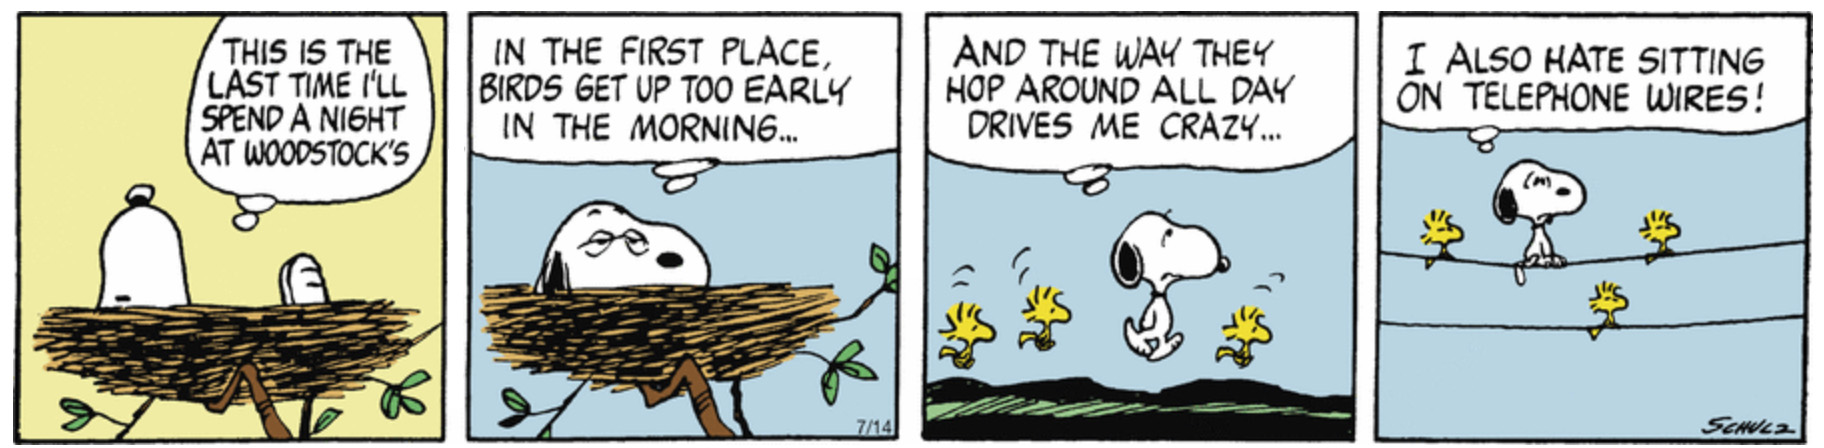 THIS IS THE
LAST TIME I'LL
SPEND A NIGHT
AT WOODSTOCK'S
IN THE FIRST PLACE,
BIRDS GET UP TOO EARLY
IN THE MORNING...
7/14
AND THE WAY THEY
HOP AROUND ALL DAY
DRIVES ME CRAZY...
I ALSO HATE SITTING
ON TELEPHONE WIRES!
SCHULZ